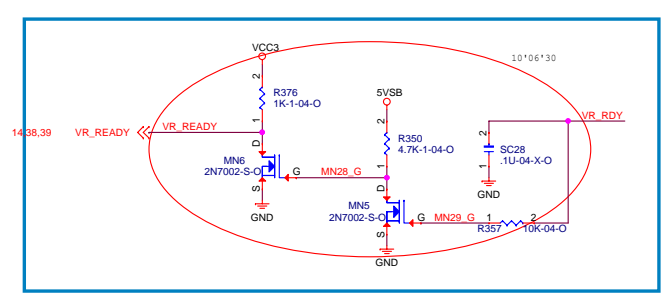 VCC3
10'06'30
2
R376
1K-1-04-O
1
5VSB
14,38,39 VR_READY VR_READY
VR_RDY
2
R350
4.7K-1-04-O
1
2
SC28
.1U-04-X-O
1
GND
D
MN6
2N7002-S-O
G
MN28_G
S
GND
D
MN5
2N7002-S-O
G
MN29_G
1
2
R357
10K-04-O
S
GND